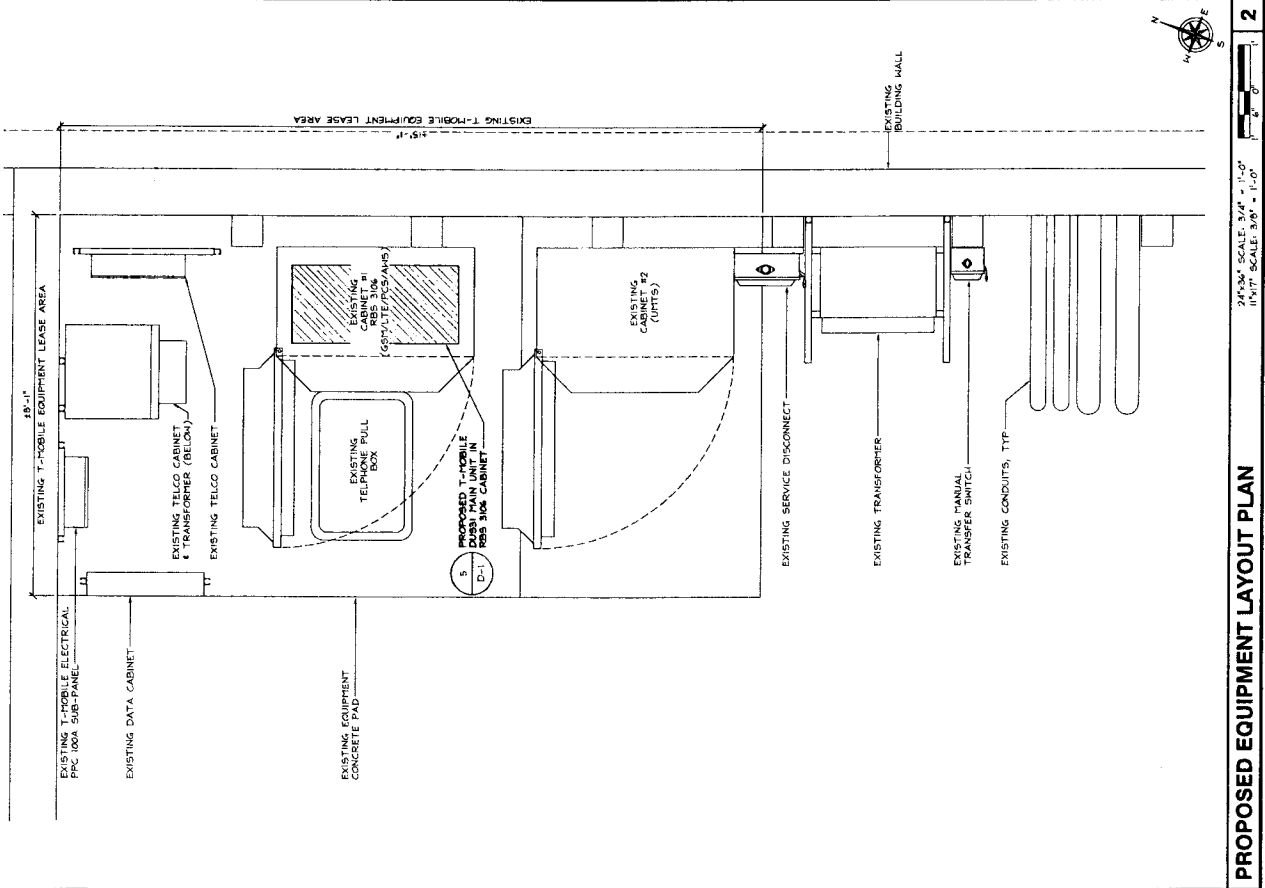 EXISTING T-MOBILE EQUIPMENT LEASE AREA
±8'-1"
EXISTING T-MOBILE EQUIPMENT LEASE AREA
±15'-1"
EXISTING T-MOBILE ELECTRICAL
PPC 100A SUB-PANEL
EXISTING DATA CABINET
EXISTING TELCO CABINET
& TRANSFORMER (BELOW)
EXISTING TELCO CABINET
EXISTING EQUIPMENT
CONCRETE PAD
EXISTING
TELPHONE PULL
BOX
EXISTING
CABINET #1
RBS 3106
(GSM/LTE/PCS/AWS)
5
D-1
PROPOSED T-MOBILE
DUS31 MAIN UNIT IN
RBS 3106 CABINET
EXISTING
CABINET #2
(UMTS)
EXISTING SERVICE DISCONNECT
EXISTING TRANSFORMER
EXISTING MANUAL
TRANSFER SWITCH
EXISTING CONDUITS, TYP
EXISTING
BUILDING WALL
N
E
S
W
PROPOSED EQUIPMENT LAYOUT PLAN
24"x36" SCALE: 3/4" = 1'-0"
11"x17" SCALE: 3/8" = 1'-0"
1' 6" 0" 1'
2